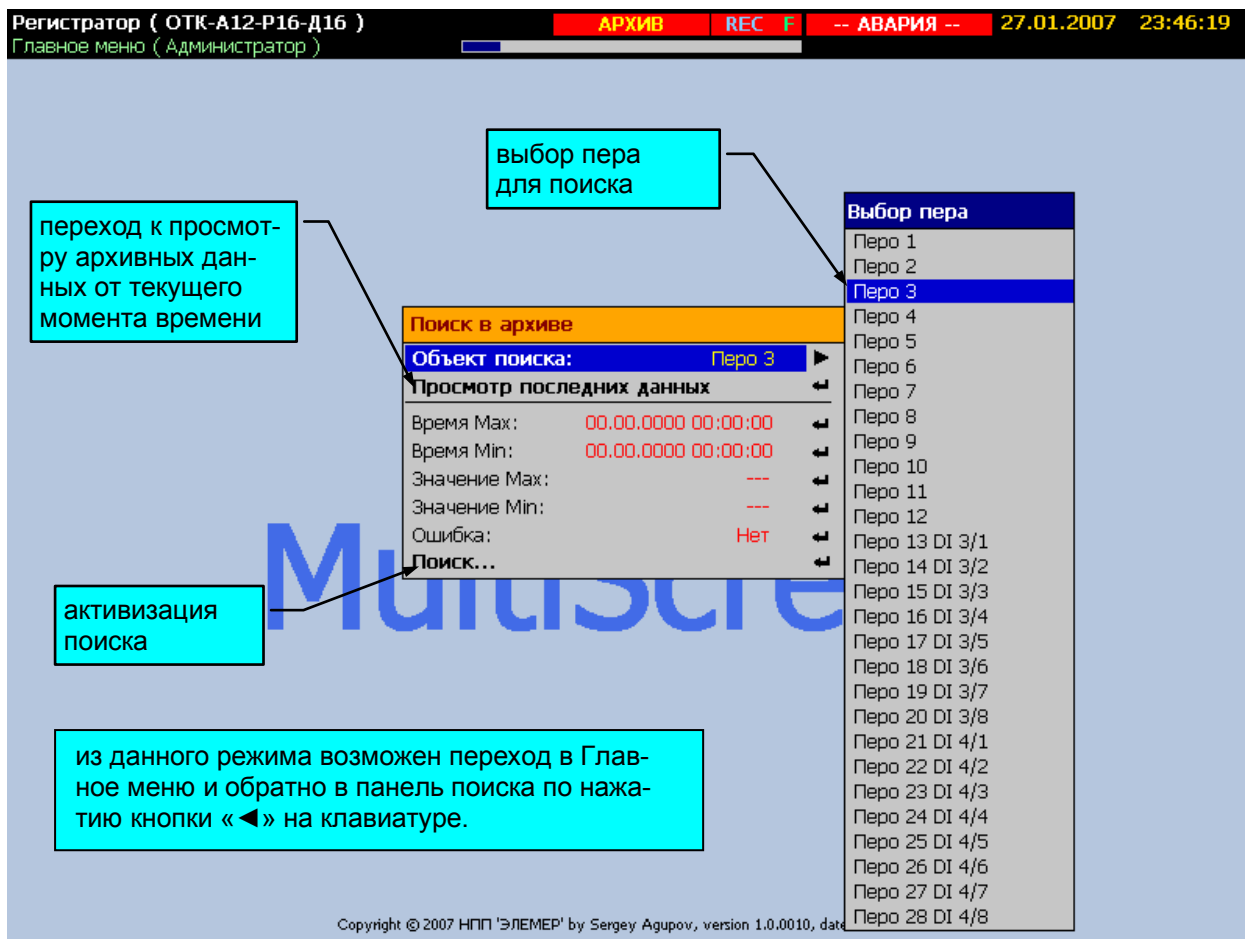 Регистратор ( ОТК-А12-Р16-Д16 ) АРХИВ REC F -- АВАРИЯ -- 27.01.2007 23:46:19
Главное меню ( Администратор )
выбор пера
для поиска
переход к просмот-
ру архивных дан-
ных от текущего
момента времени
Поиск в архиве
Объект поиска: Перо 3 ►
Просмотр последних данных ↵
Время Max: 00.00.0000 00:00:00 ↵
Время Min: 00.00.0000 00:00:00 ↵
Значение Max: --- ↵
Значение Min: --- ↵
Ошибка: Нет ↵
Поиск... ↵
Выбор пера
Перо 1
Перо 2
Перо 3
Перо 4
Перо 5
Перо 6
Перо 7
Перо 8
Перо 9
Перо 10
Перо 11
Перо 12
Перо 13 DI 3/1
Перо 14 DI 3/2
Перо 15 DI 3/3
Перо 16 DI 3/4
Перо 17 DI 3/5
Перо 18 DI 3/6
Перо 19 DI 3/7
Перо 20 DI 3/8
Перо 21 DI 4/1
Перо 22 DI 4/2
Перо 23 DI 4/3
Перо 24 DI 4/4
Перо 25 DI 4/5
Перо 26 DI 4/6
Перо 27 DI 4/7
Перо 28 DI 4/8
активизация
поиска
из данного режима возможен переход в Глав-
ное меню и обратно в панель поиска по нажа-
тию кнопки «◄» на клавиатуре.
Copyright © 2007 НПП 'ЭЛЕМЕР' by Sergey Agupov, version 1.0.0010, date